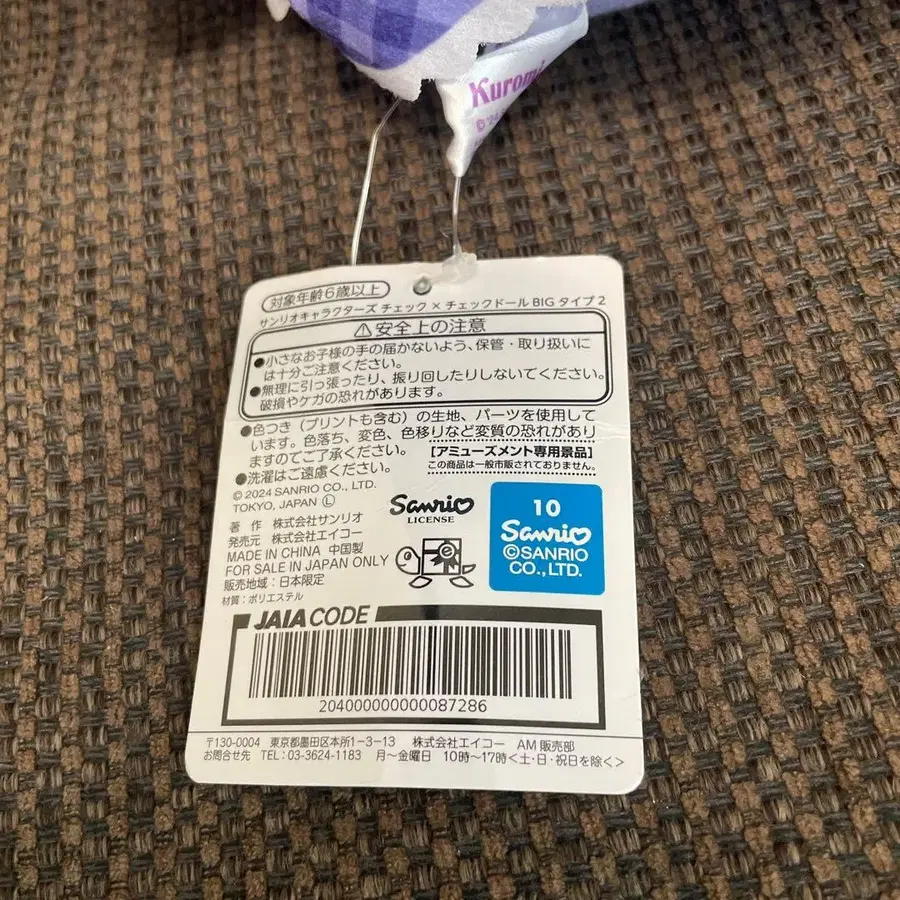 Kuromi
対象年齢6歳以上
サンリオキャラクターズ チェック×チェックドール BIG タイプ2
⚠安全上の注意
●小さなお子様の手の届かないよう、保管・取り扱いに
は十分ご注意ください。
●無理に引っ張ったり、振り回したりしないでください。
破損やケガの恐れがあります。
●色つき（プリントも含む）の生地、パーツを使用して
います。色落ち、変色、色移りなど変質の恐れがあり
ますのでご了承ください。
●洗濯はご遠慮ください。
[アミューズメント専用景品]
この商品は一般市販されておりません。
© 2024 SANRIO CO., LTD.
TOKYO, JAPAN Ⓛ
著 作 株式会社サンリオ
発売元 株式会社エイコー
MADE IN CHINA 中国製
FOR SALE IN JAPAN ONLY
販売地域：日本限定
材質：ポリエステル
Sanrio
LICENSE
10
Sanrio
©SANRIO
CO.,LTD.
JAIA CODE
20400000000087286
〒130-0004 東京都墨田区本所1-3-13 株式会社エイコー AM販売部
お問合せ先 TEL：03-3624-1183 月〜金曜日 10時〜17時<土・日・祝日を除く>